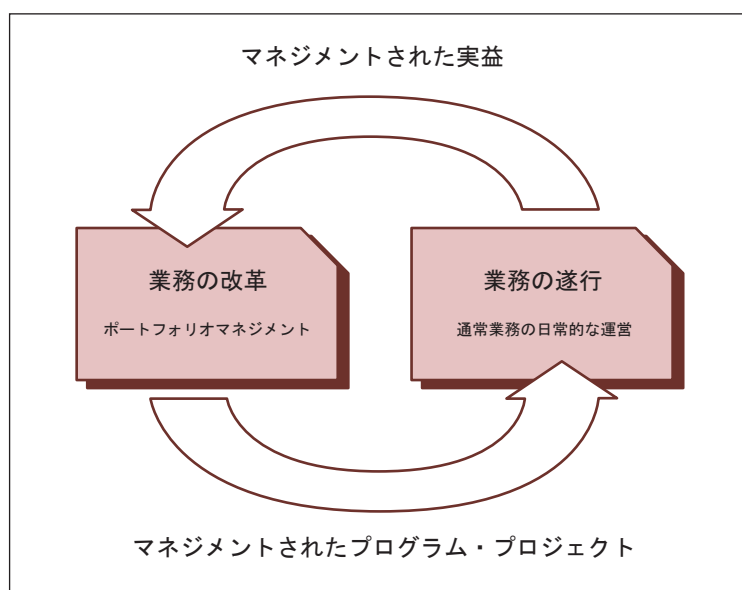 マネジメントされた実益
業務の改革
ポートフォリオマネジメント
業務の遂行
通常業務の日常的な運営
マネジメントされたプログラム・プロジェクト